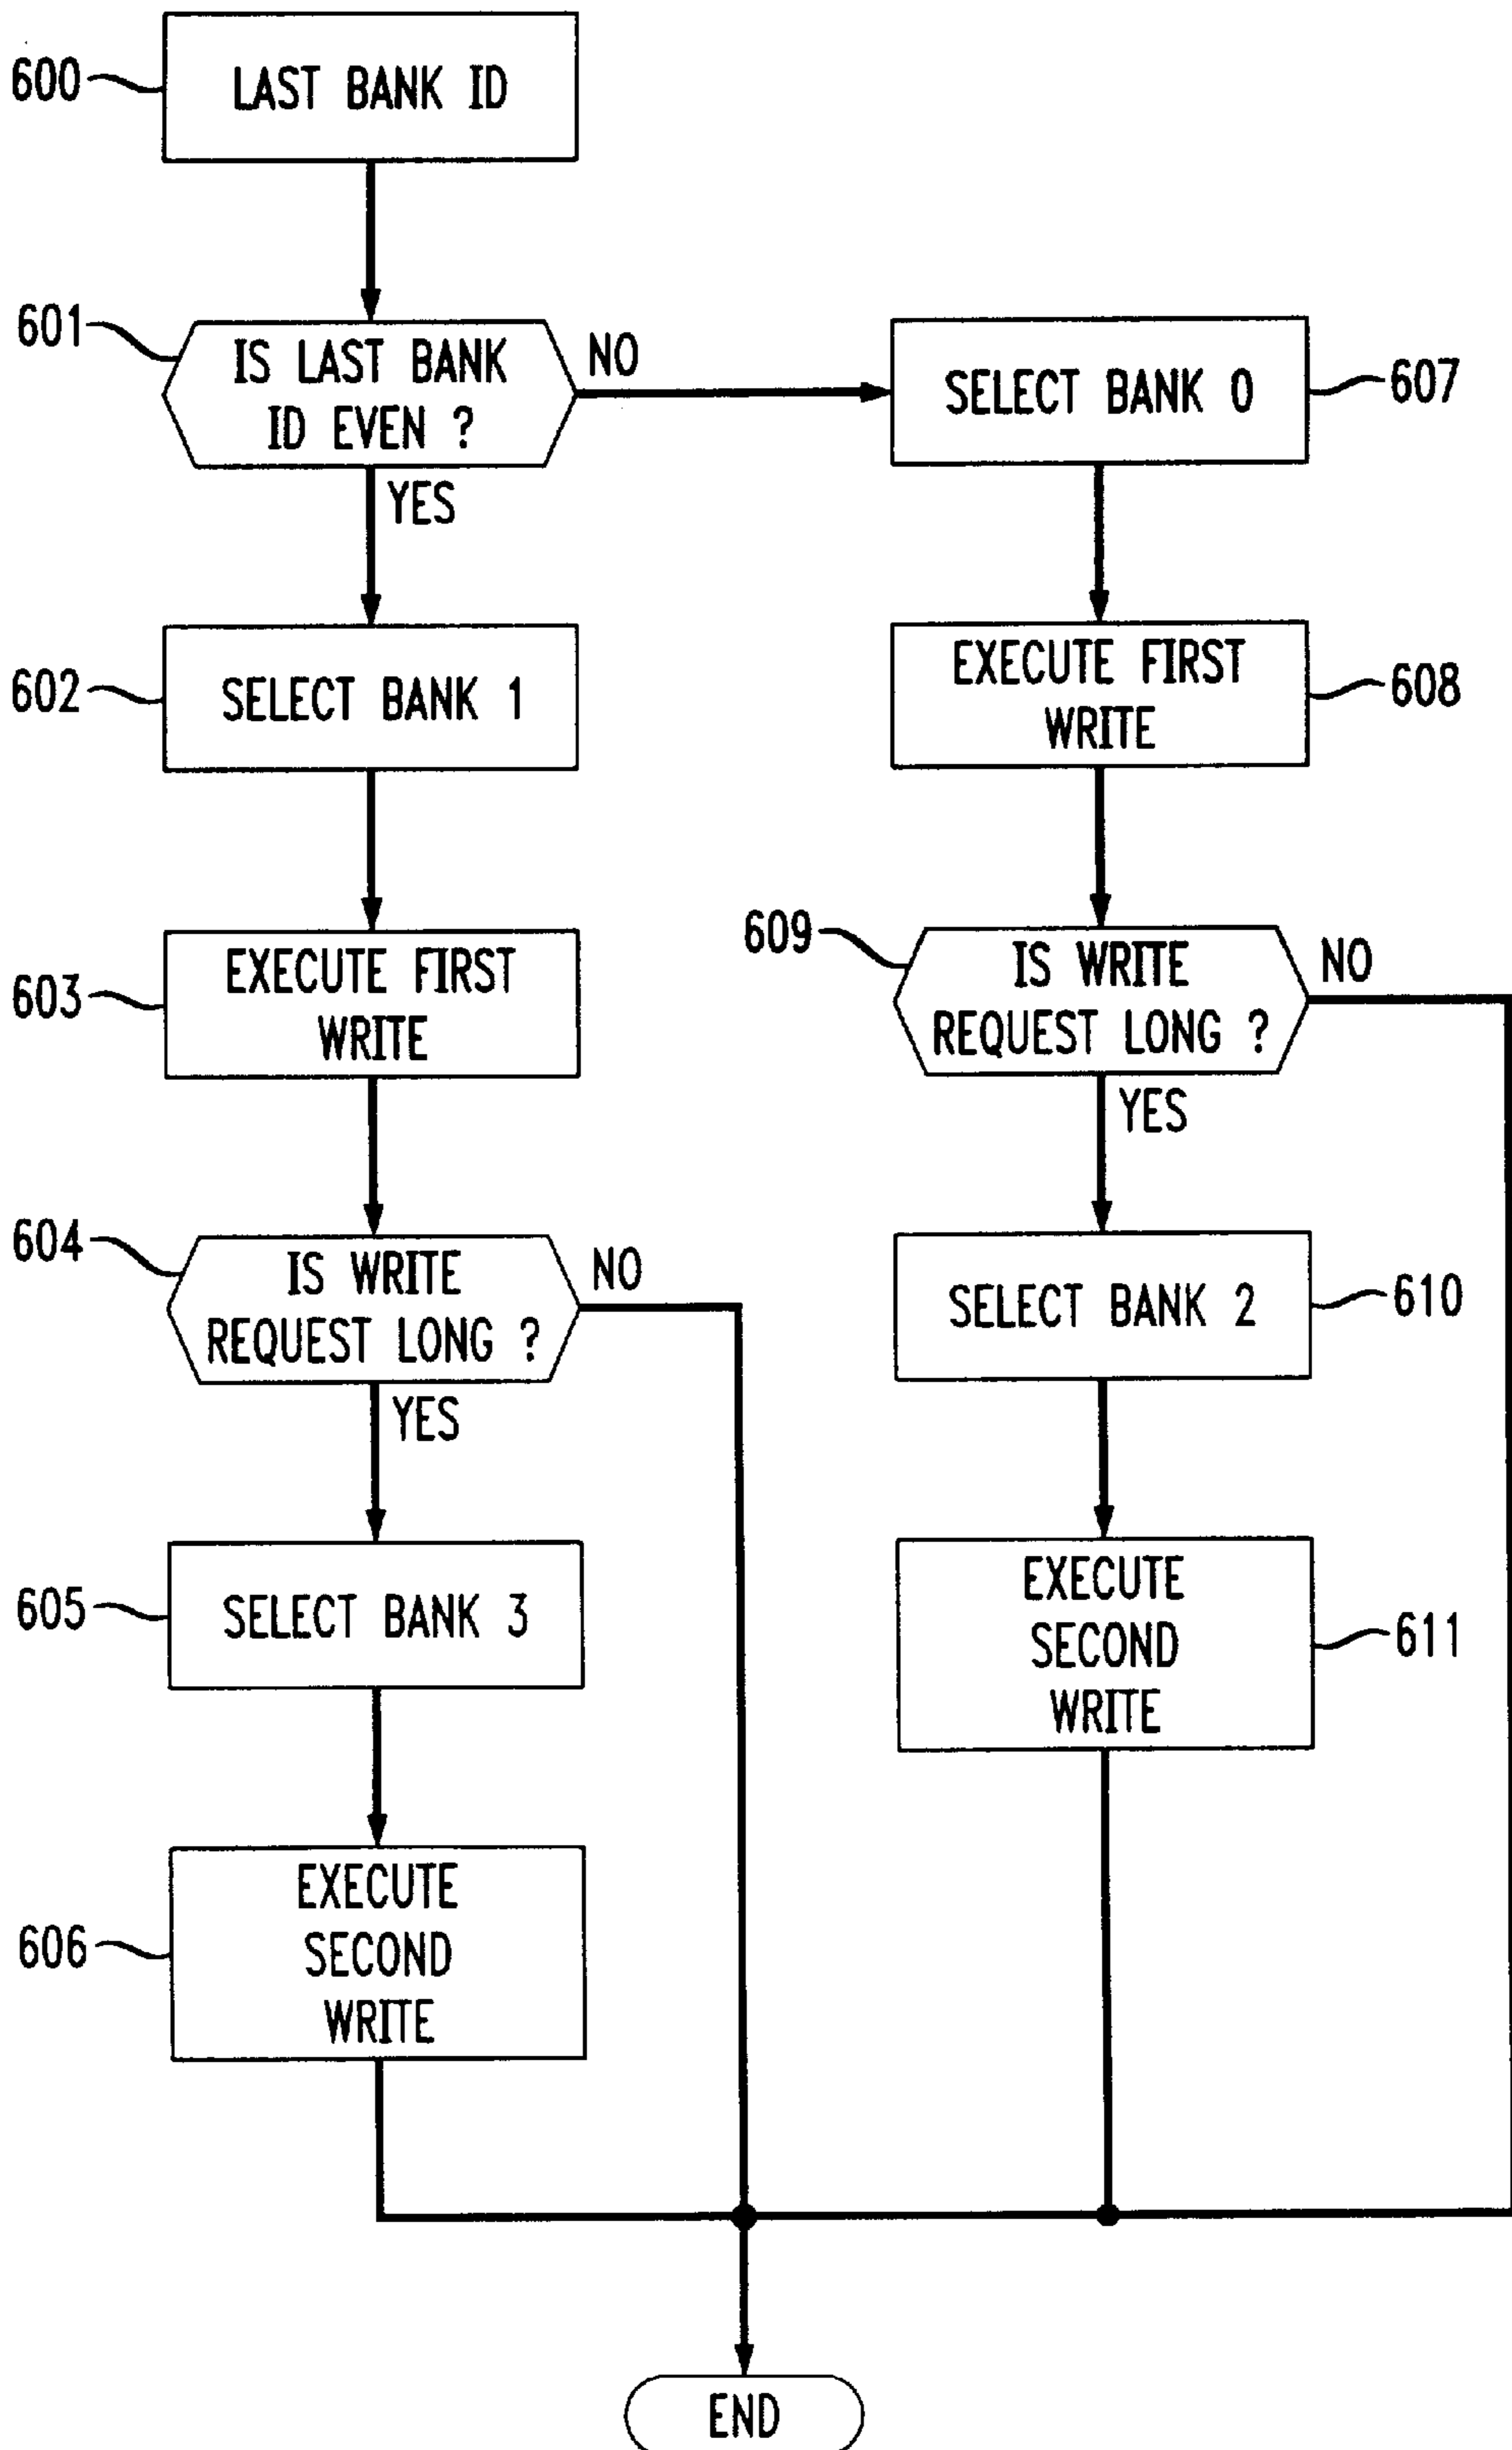 600
LAST BANK ID
601
IS LAST BANK
ID EVEN ?
NO
YES
602
SELECT BANK 1
603
EXECUTE FIRST
WRITE
604
IS WRITE
REQUEST LONG ?
NO
YES
605
SELECT BANK 3
606
EXECUTE
SECOND
WRITE
SELECT BANK 0
607
EXECUTE FIRST
WRITE
608
609
IS WRITE
REQUEST LONG ?
NO
YES
SELECT BANK 2
610
EXECUTE
SECOND
WRITE
611
END